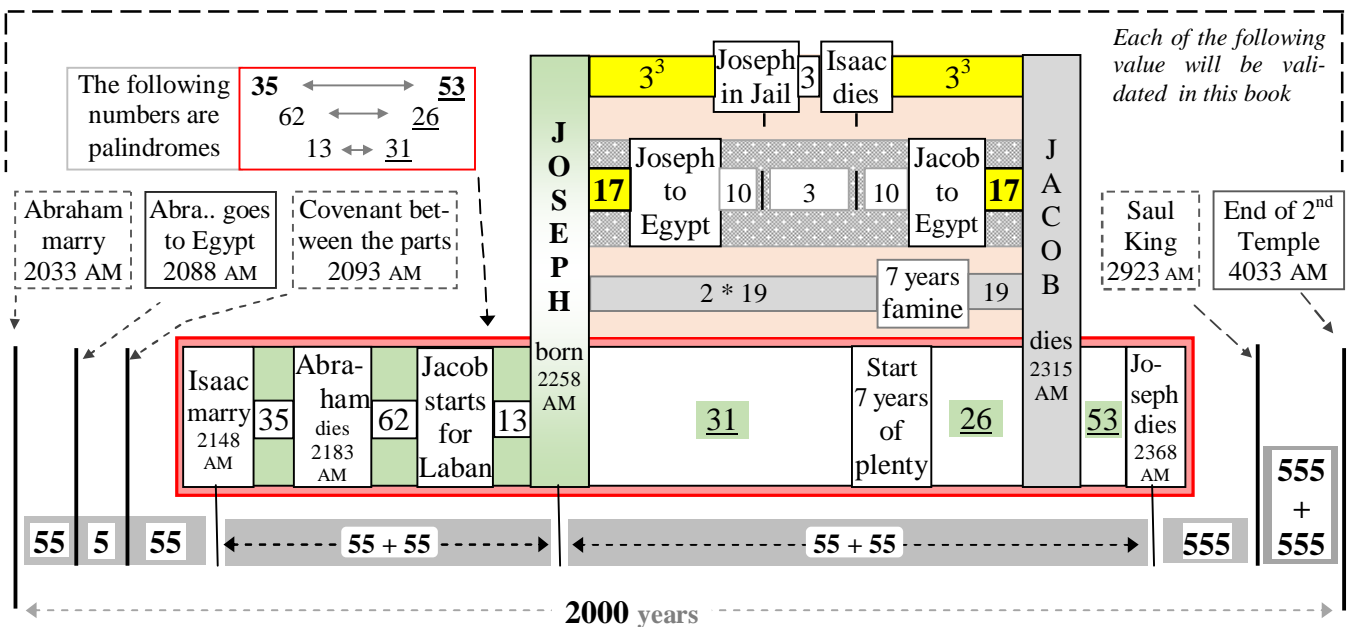 Each of the following
value will be vali-
dated in this book
The following
numbers are
palindromes
35 53
62 26
13 31
Abraham
marry
2033 AM
Abra.. goes
to Egypt
2088 AM
Covenant bet-
ween the parts
2093 AM
JOSEPH
born
2258
AM
3³
Joseph
in Jail
3
Isaac
dies
3³
17
Joseph
to
Egypt
10
3
10
Jacob
to
Egypt
17
2 * 19
7 years
famine
19
JACOB
dies
2315
AM
Saul
King
2923 AM
End of 2nd
Temple
4033 AM
Isaac
marry
2148
AM
35
Abra-
ham
dies
2183
AM
62
Jacob
starts
for
Laban
13
31
Start
7 years
of
plenty
26
53
Jo-
seph
dies
2368
AM
55
5
55
55 + 55
55 + 55
555
555
+
555
2000 years